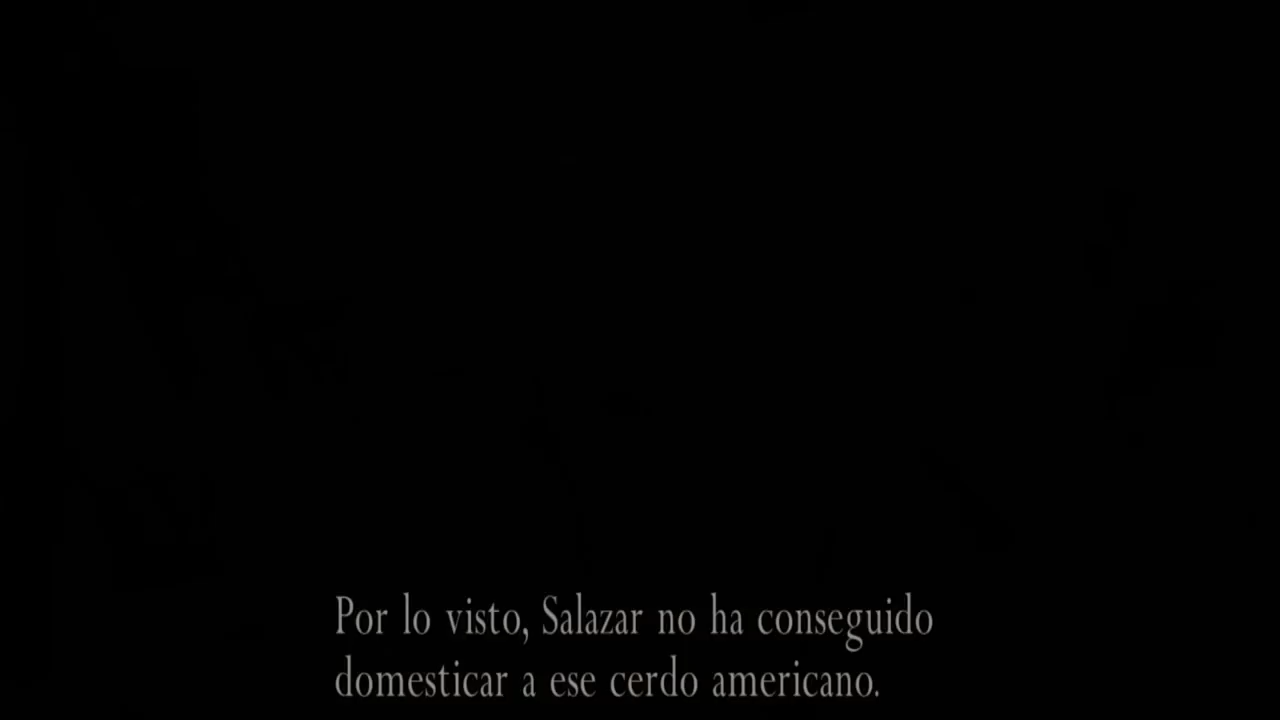 Por lo visto, Salazar no ha conseguido
domesticar a ese cerdo americano.